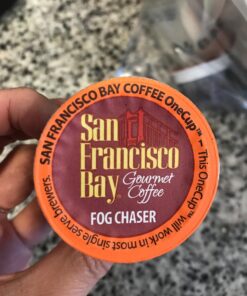 SAN FRANCISCO BAY COFFEE OneCup™ — This OneCup™ will work in most single serve brewers.
San
Francisco
Bay®
Gourmet
Coffee
FOG CHASER